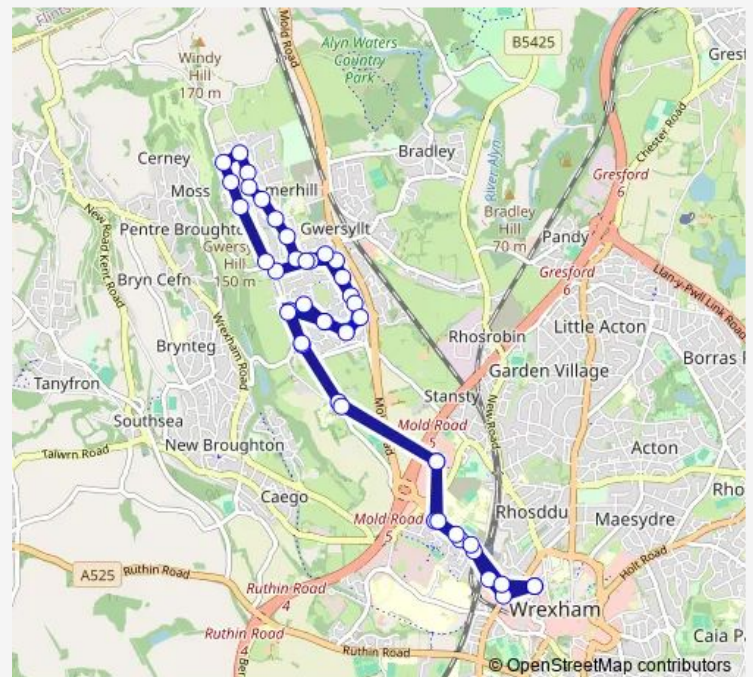 Flints
Mold Road
Windy
Hill
170 m
Alyn Waters
Country
Park
B5425
Gresf
Chester Road
Cerney
Bradley
River Alyn
Gresford
6
Moss
merhill
Pentre Broughto
Gwersyllt
Bradley
Hill
70 m
Pandy
Gwersy
Hill
150 m
New Road
Kent Road
Bryn Cefn
Gresford
6
Llan-y-Pwll Link Road
Wrexham Road
Rhosrobin
Little Acton
Brynteg
Garden Village
Borras P
Tanyfron
Stansty
New Road
Southsea
Mold Road
5
Acton
New Broughton
Talwrn Road
Rho
Caego
Rhosddu
Maesydre
Mold Road
5
Holt Road
A525
Ruthin Road
Ruthin Road
4
Wrexham
Ruthin Road
4
Ruthin Road
Caia P
© OpenStreetMap contributors